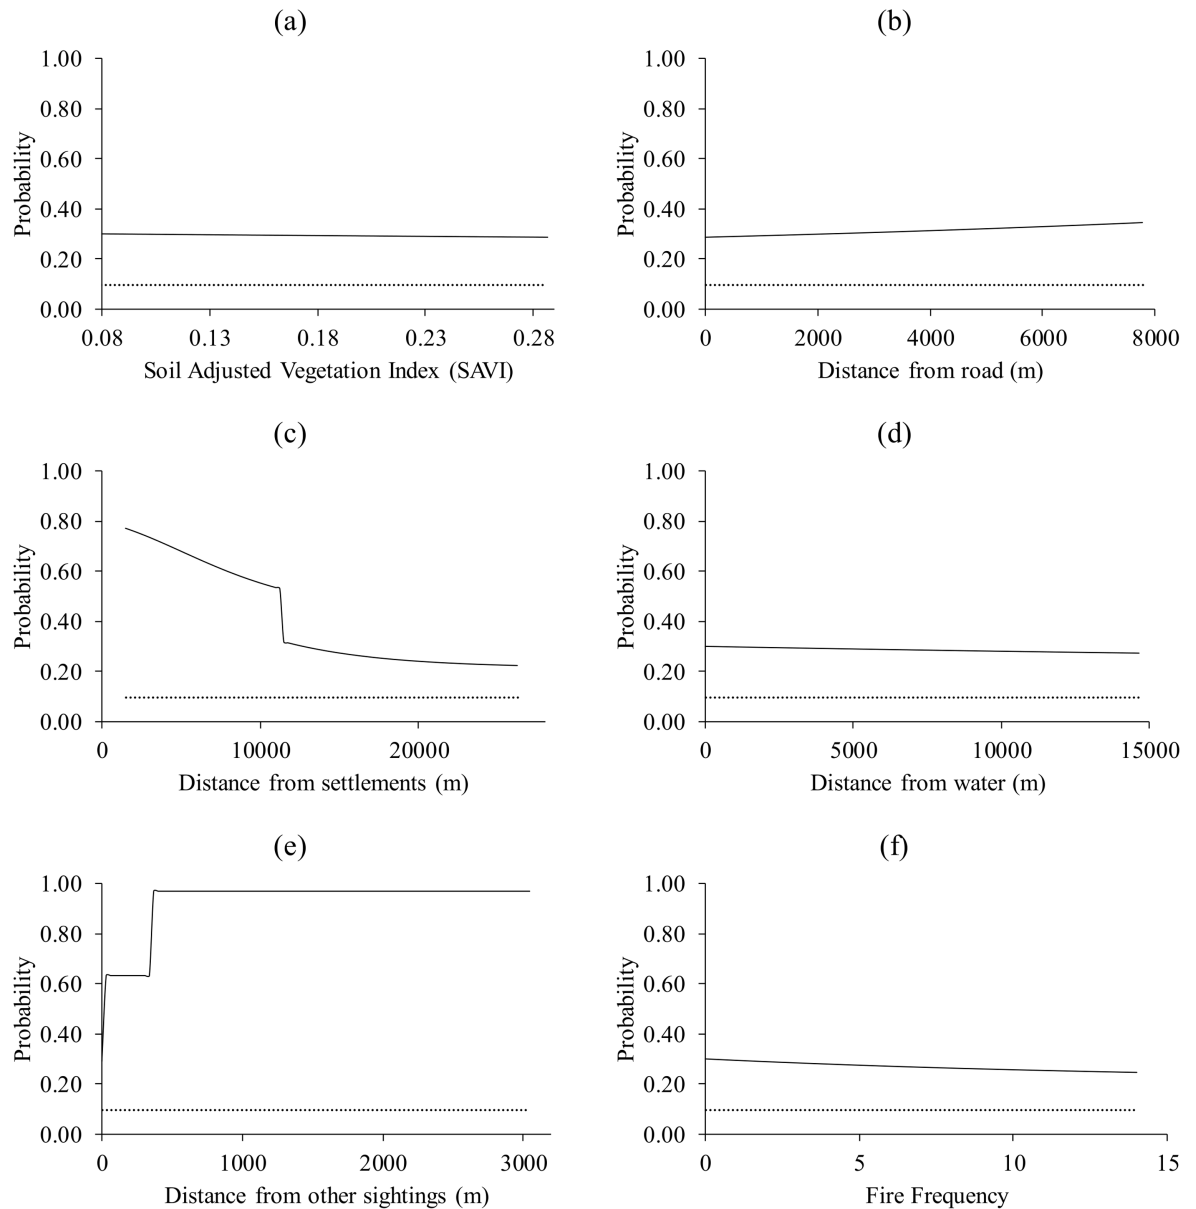 (a)
1.00
0.80
0.60
0.40
0.20
0.00
Probability
0.08 0.13 0.18 0.23 0.28
Soil Adjusted Vegetation Index (SAVI)
(b)
1.00
0.80
0.60
0.40
0.20
0.00
Probability
0 2000 4000 6000 8000
Distance from road (m)
(c)
1.00
0.80
0.60
0.40
0.20
0.00
Probability
0 10000 20000
Distance from settlements (m)
(d)
1.00
0.80
0.60
0.40
0.20
0.00
Probability
0 5000 10000 15000
Distance from water (m)
(e)
1.00
0.80
0.60
0.40
0.20
0.00
Probability
0 1000 2000 3000
Distance from other sightings (m)
(f)
1.00
0.80
0.60
0.40
0.20
0.00
Probability
0 5 10 15
Fire Frequency